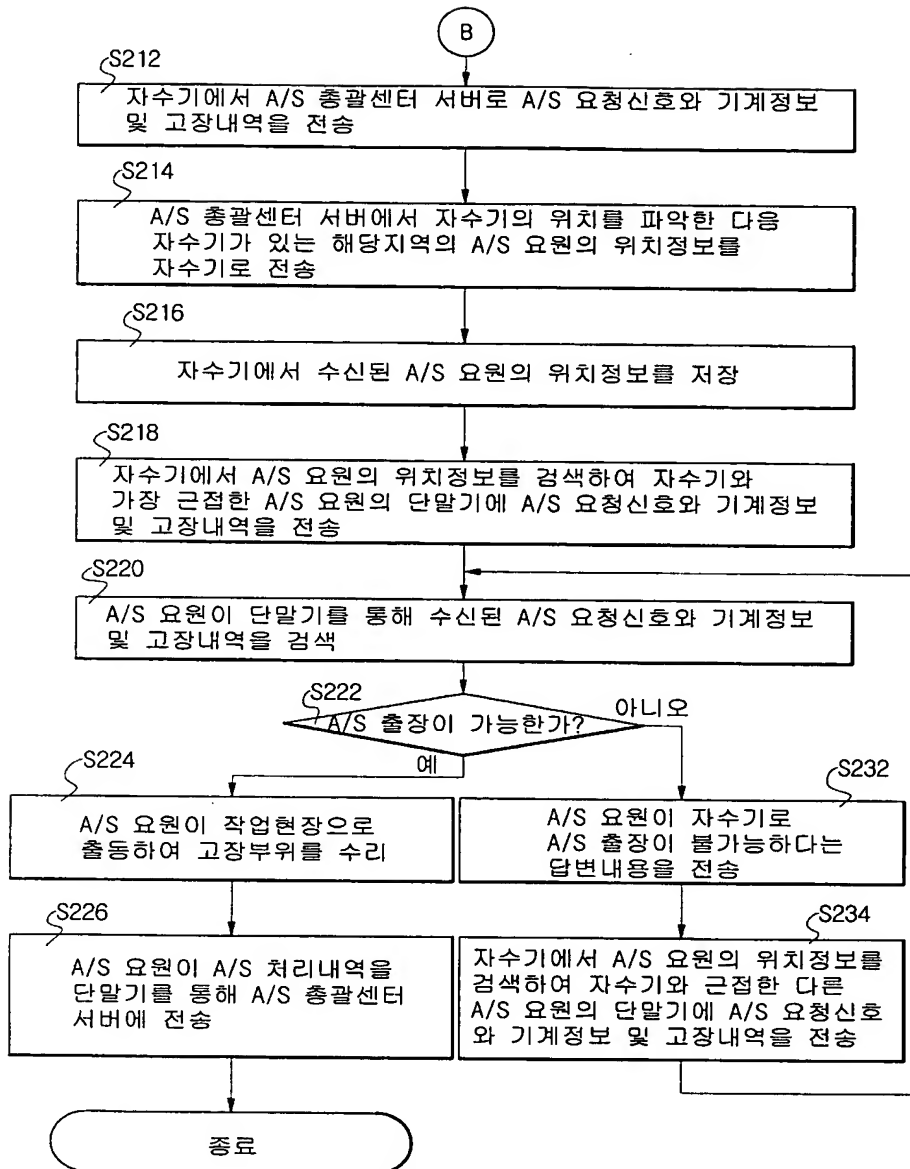 B
S212
자수기에서 A/S 총괄센터 서버로 A/S 요청신호와 기계정보
및 고장내역을 전송
S214
A/S 총괄센터 서버에서 자수기의 위치를 파악한 다음
자수기가 있는 해당지역의 A/S 요원의 위치정보를
자수기로 전송
S216
자수기에서 수신된 A/S 요원의 위치정보를 저장
S218
자수기에서 A/S 요원의 위치정보를 검색하여 자수기와
가장 근접한 A/S 요원의 단말기에 A/S 요청신호와 기계정보
및 고장내역을 전송
S220
A/S 요원이 단말기를 통해 수신된 A/S 요청신호와 기계정보
및 고장내역을 검색
S222
A/S 출장이 가능한가?
아니오
예
S224
A/S 요원이 작업현장으로
출동하여 고장부위를 수리
S232
A/S 요원이 자수기로
A/S 출장이 불가능하다는
답변내용을 전송
S226
A/S 요원이 A/S 처리내역을
단말기를 통해 A/S 총괄센터
서버에 전송
S234
자수기에서 A/S 요원의 위치정보를
검색하여 자수기와 근접한 다른
A/S 요원의 단말기에 A/S 요청신호
와 기계정보 및 고장내역을 전송
종료